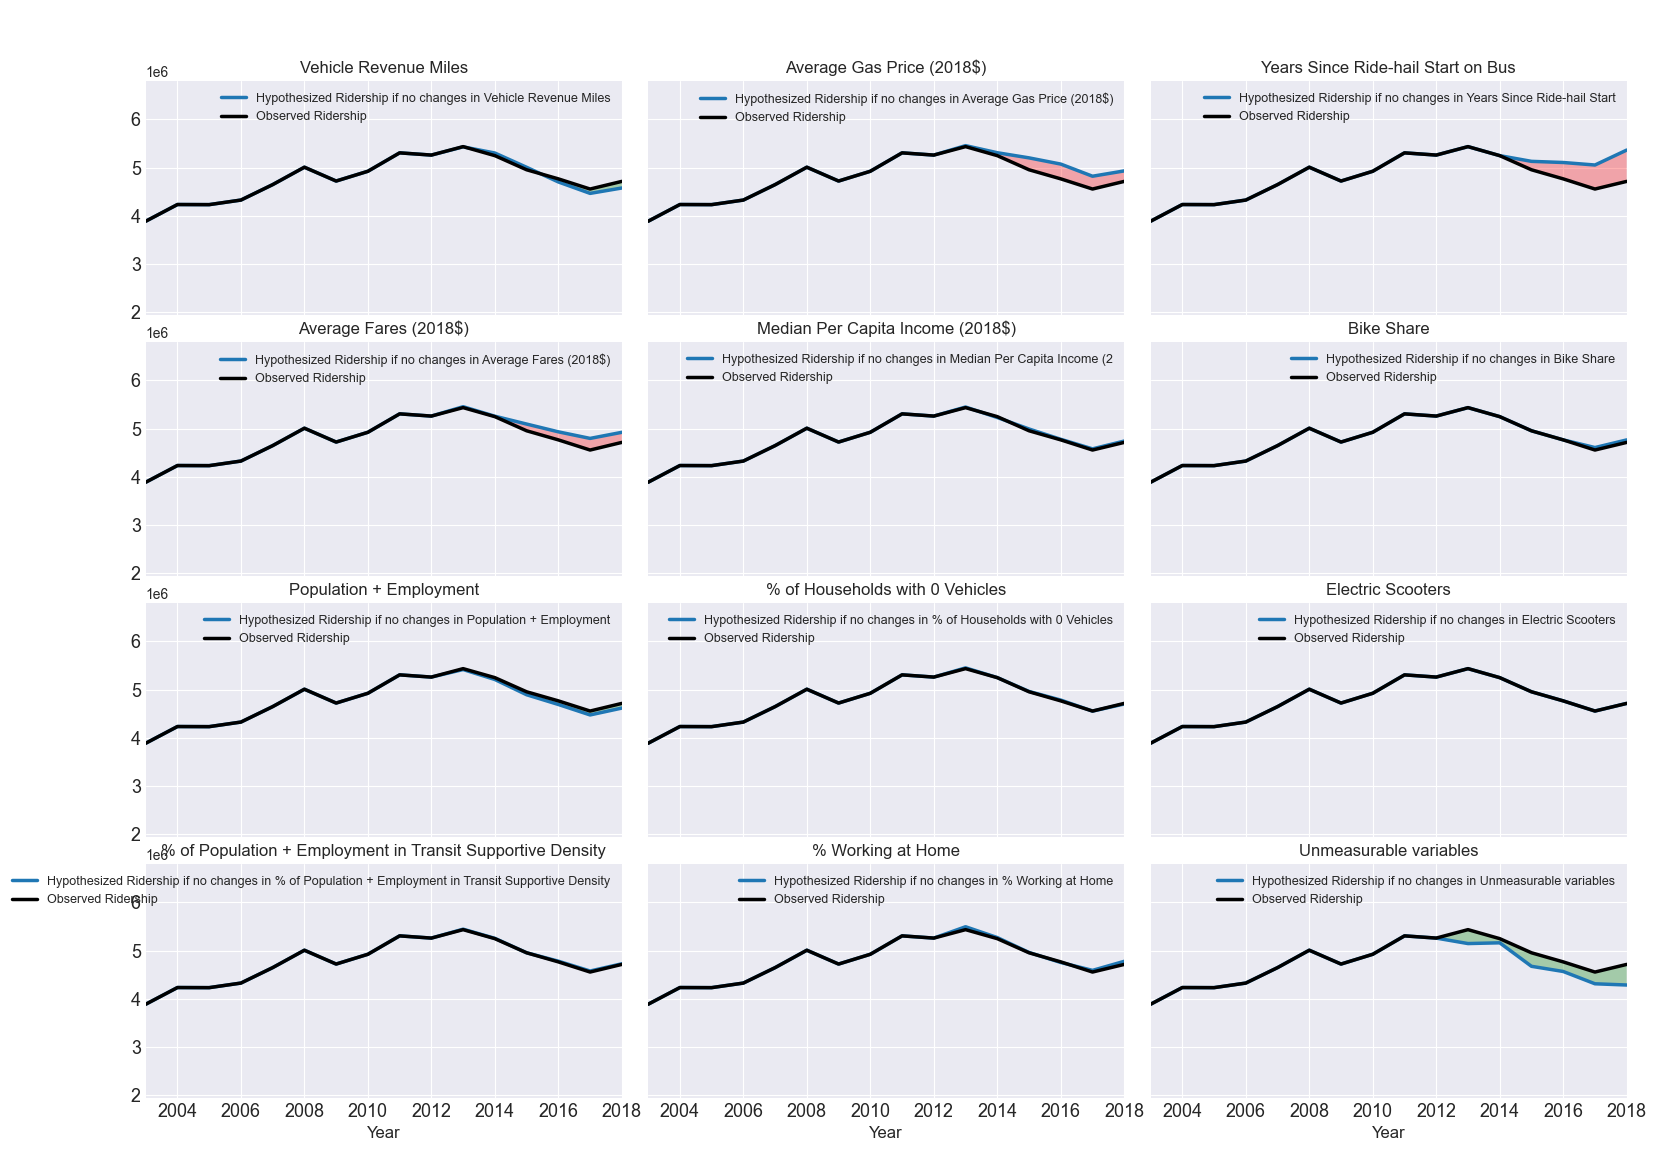 Vehicle Revenue Miles
1e6
Hypothesized Ridership if no changes in Vehicle Revenue Miles
Observed Ridership
6
5
4
3
2
Average Gas Price (2018$)
Hypothesized Ridership if no changes in Average Gas Price (2018$)
Observed Ridership
Years Since Ride-hail Start on Bus
Hypothesized Ridership if no changes in Years Since Ride-hail Start
Observed Ridership
Average Fares (2018$)
1e6
Hypothesized Ridership if no changes in Average Fares (2018$)
Observed Ridership
6
5
4
3
2
Median Per Capita Income (2018$)
Hypothesized Ridership if no changes in Median Per Capita Income (2
Observed Ridership
Bike Share
Hypothesized Ridership if no changes in Bike Share
Observed Ridership
Population + Employment
1e6
Hypothesized Ridership if no changes in Population + Employment
Observed Ridership
6
5
4
3
2
% of Households with 0 Vehicles
Hypothesized Ridership if no changes in % of Households with 0 Vehicles
Observed Ridership
Electric Scooters
Hypothesized Ridership if no changes in Electric Scooters
Observed Ridership
% of Population + Employment in Transit Supportive Density
1e6
Hypothesized Ridership if no changes in % of Population + Employment in Transit Supportive Density
Observed Ridership
6
5
4
3
2
2004 2006 2008 2010 2012 2014 2016 2018
Year
% Working at Home
Hypothesized Ridership if no changes in % Working at Home
Observed Ridership
2004 2006 2008 2010 2012 2014 2016 2018
Year
Unmeasurable variables
Hypothesized Ridership if no changes in Unmeasurable variables
Observed Ridership
2004 2006 2008 2010 2012 2014 2016 2018
Year